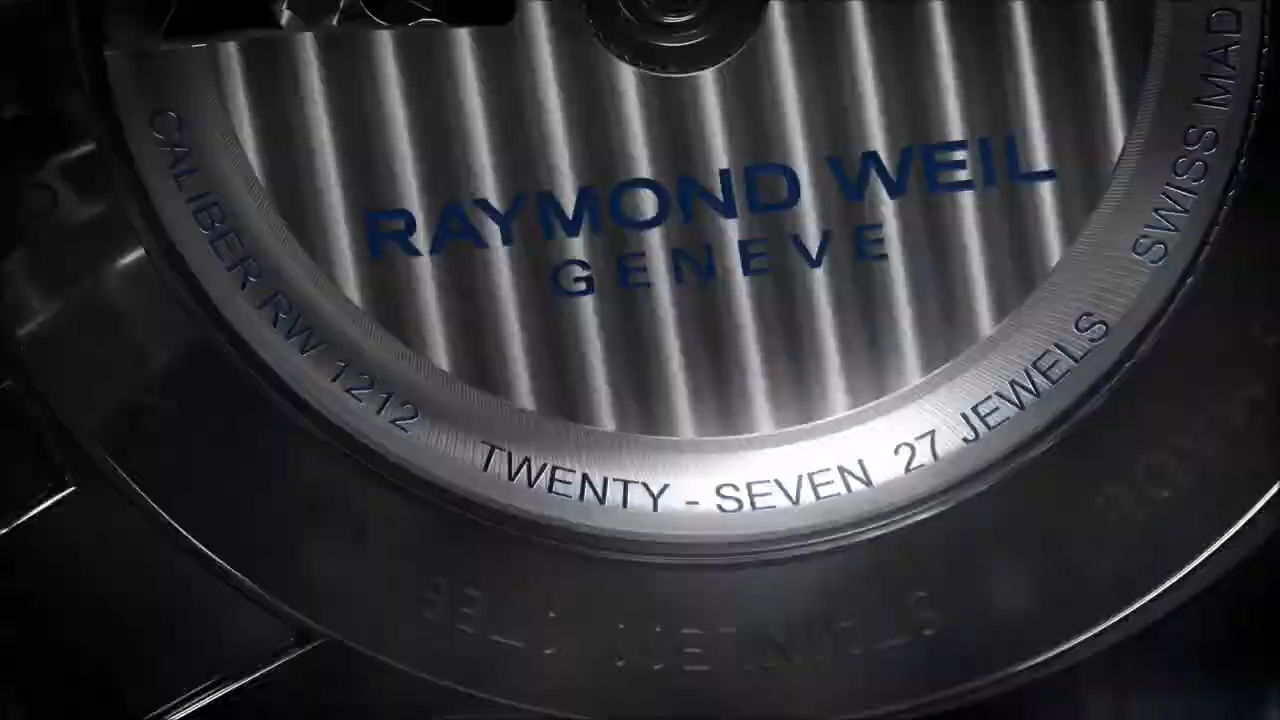 RAYMOND WEIL
GENEVE
CALIBER RW 1212 TWENTY - SEVEN 27 JEWELS SWISS MAD